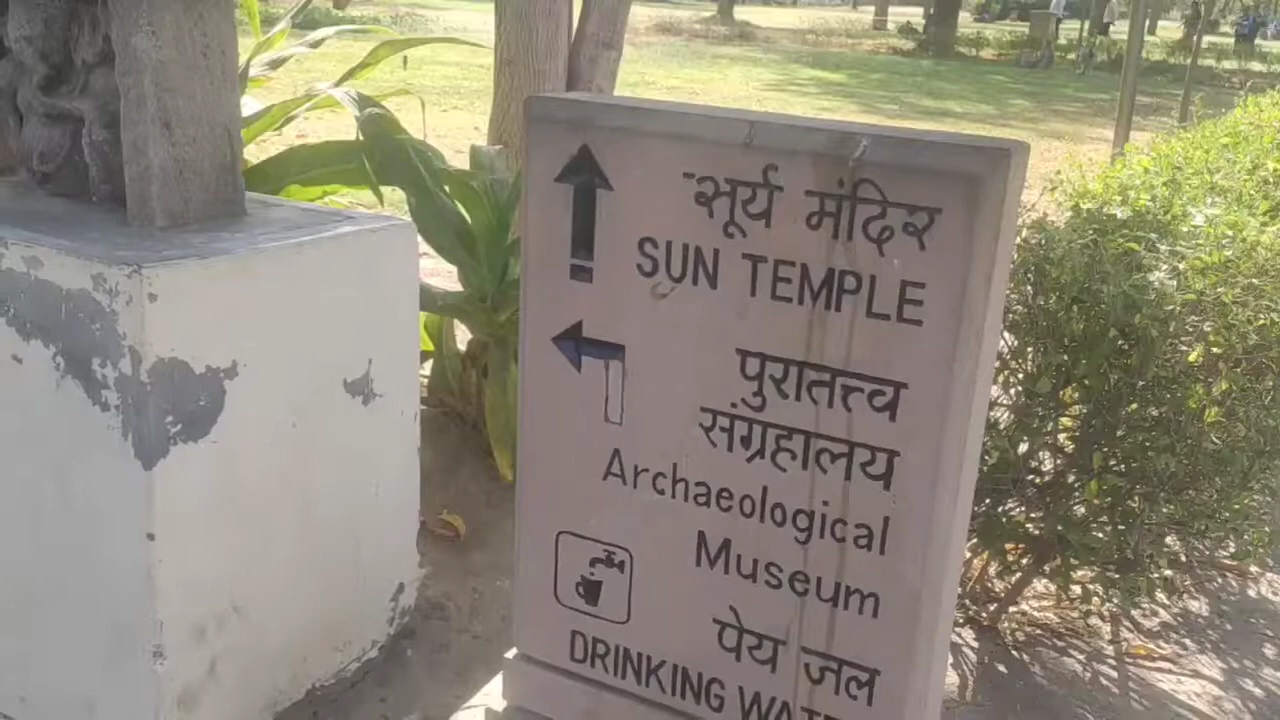 सूर्य मंदिर
SUN TEMPLE
पुरातत्त्व
संग्रहालय
Archaeological
Museum
पेय जल
DRINKING